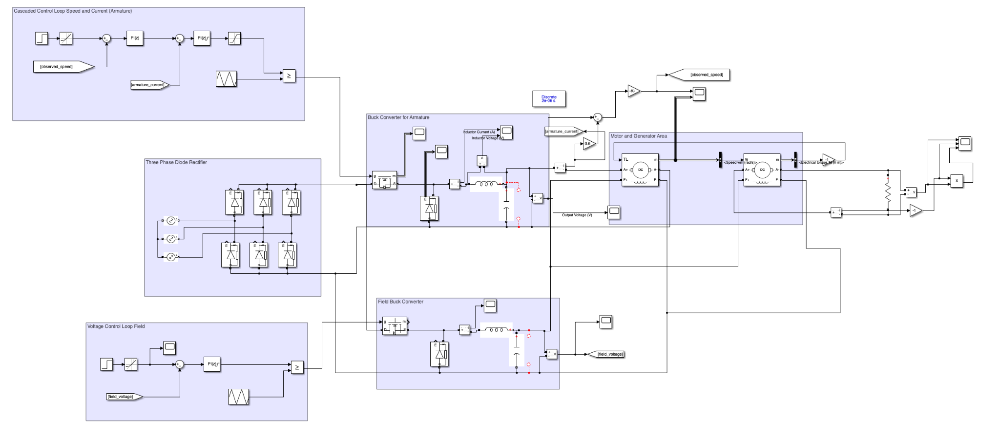 Cascaded Control Loop Speed and Current (Armature)
PI(z)
PI(z)
[observed_speed]
[armature_current]
≥
[observed_speed]
-K-
Discrete
2e-06 s.
Buck Converter for Armature
Inductor Current (A)
Inductor Voltage (V)
[armature_current]
0.6
g m
D S
Output Voltage (V)
v
Motor and Generator Area
TL m
A+ DC A-
F+ F-
<Speed wm (rad/s)>
w m
A+ DC A-
F+ F-
<Electrical torque Te (n m)>
-1
v
x
-1
Three Phase Diode Rectifier
Field Buck Converter
g m
D S
v
[field_voltage]
Voltage Control Loop Field
PI(z)
≥
[field_voltage]